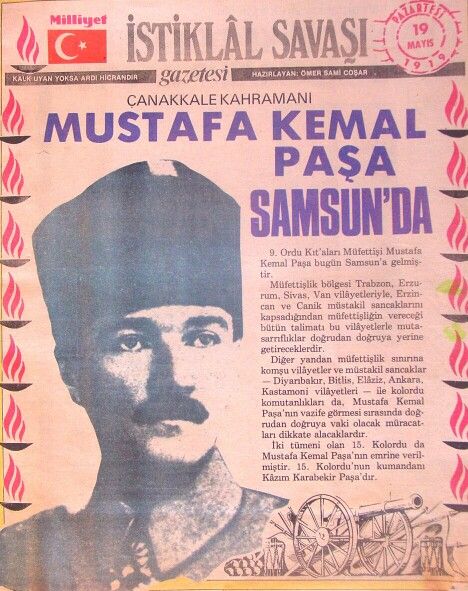 Milliyet
İSTİKLÂL SAVAŞI
gazetesi
KALK UYAN YOKSA ARDI HİCRANDIR
HAZIRLAYAN: ÖMER SAMİ COŞAR
PAZARTESİ
19
MAYIS
1919
ÇANAKKALE KAHRAMANI
MUSTAFA KEMAL
PAŞA
SAMSUN'DA
9. Ordu Kıt'aları Müfettişi Mustafa
Kemal Paşa bugün Samsun'a gelmiş-
tir.
Müfettişlik bölgesi Trabzon, Erzu-
rum, Sivas, Van vilâyetleriyle, Erzin-
can ve Canik müstakil sancaklarını
kapsadığından müfettişliğin vereceği
bütün talimatı bu vilâyetlerle muta-
sarrıflıklar doğrudan doğruya yerine
getireceklerdir.
Diğer yandan müfettişlik sınırına
komşu vilâyetler ve müstakil sancaklar
— Diyarıbakır, Bitlis, Elâziz, Ankara,
Kastamoni vilâyetleri — ile kolordu
komutanlıkları da, Mustafa Kemal
Paşa'nın vazife görmesi sırasında doğ-
rudan doğruya vaki olacak müracat-
ları dikkate alacaklardır.
İki tümeni olan 15. Kolordu da
Mustafa Kemal Paşa'nın emrine veril-
miştir. 15. Kolordu'nun kumandanı
Kâzım Karabekir Paşa'dır.